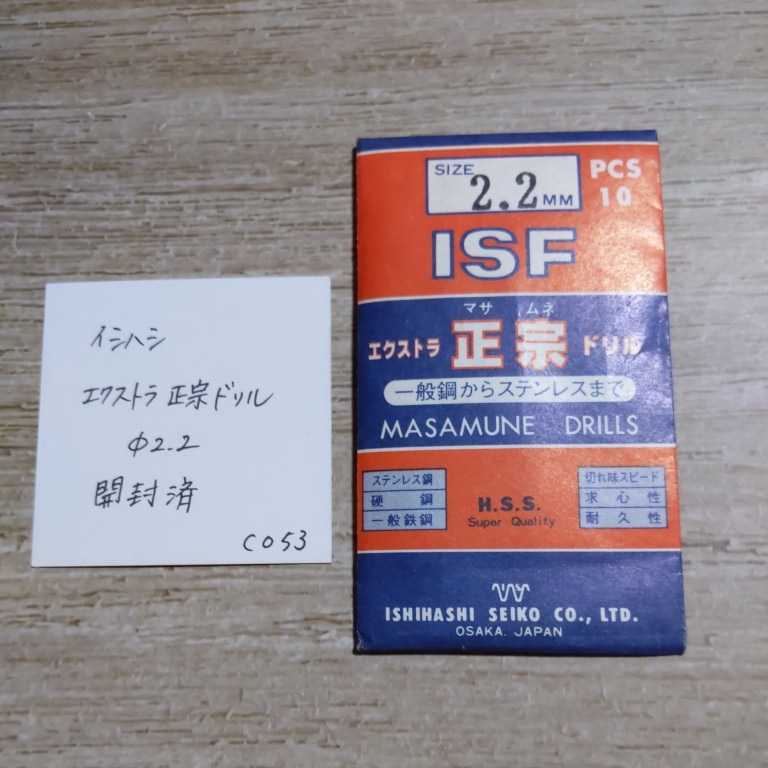 イシハシ
エクストラ正宗ドリル
φ2.2
開封済
C053
SIZE
2.2MM
PCS
10
ISF
マサ ムネ
エクストラ 正宗 ドリル
一般鋼からステンレスまで
MASAMUNE DRILLS
ステンレス鋼
硬鋼
一般鉄鋼
H.S.S.
Super Quality
切れ味スピード
求心性
耐久性
ISHIHASHI SEIKO CO., LTD.
OSAKA. JAPAN